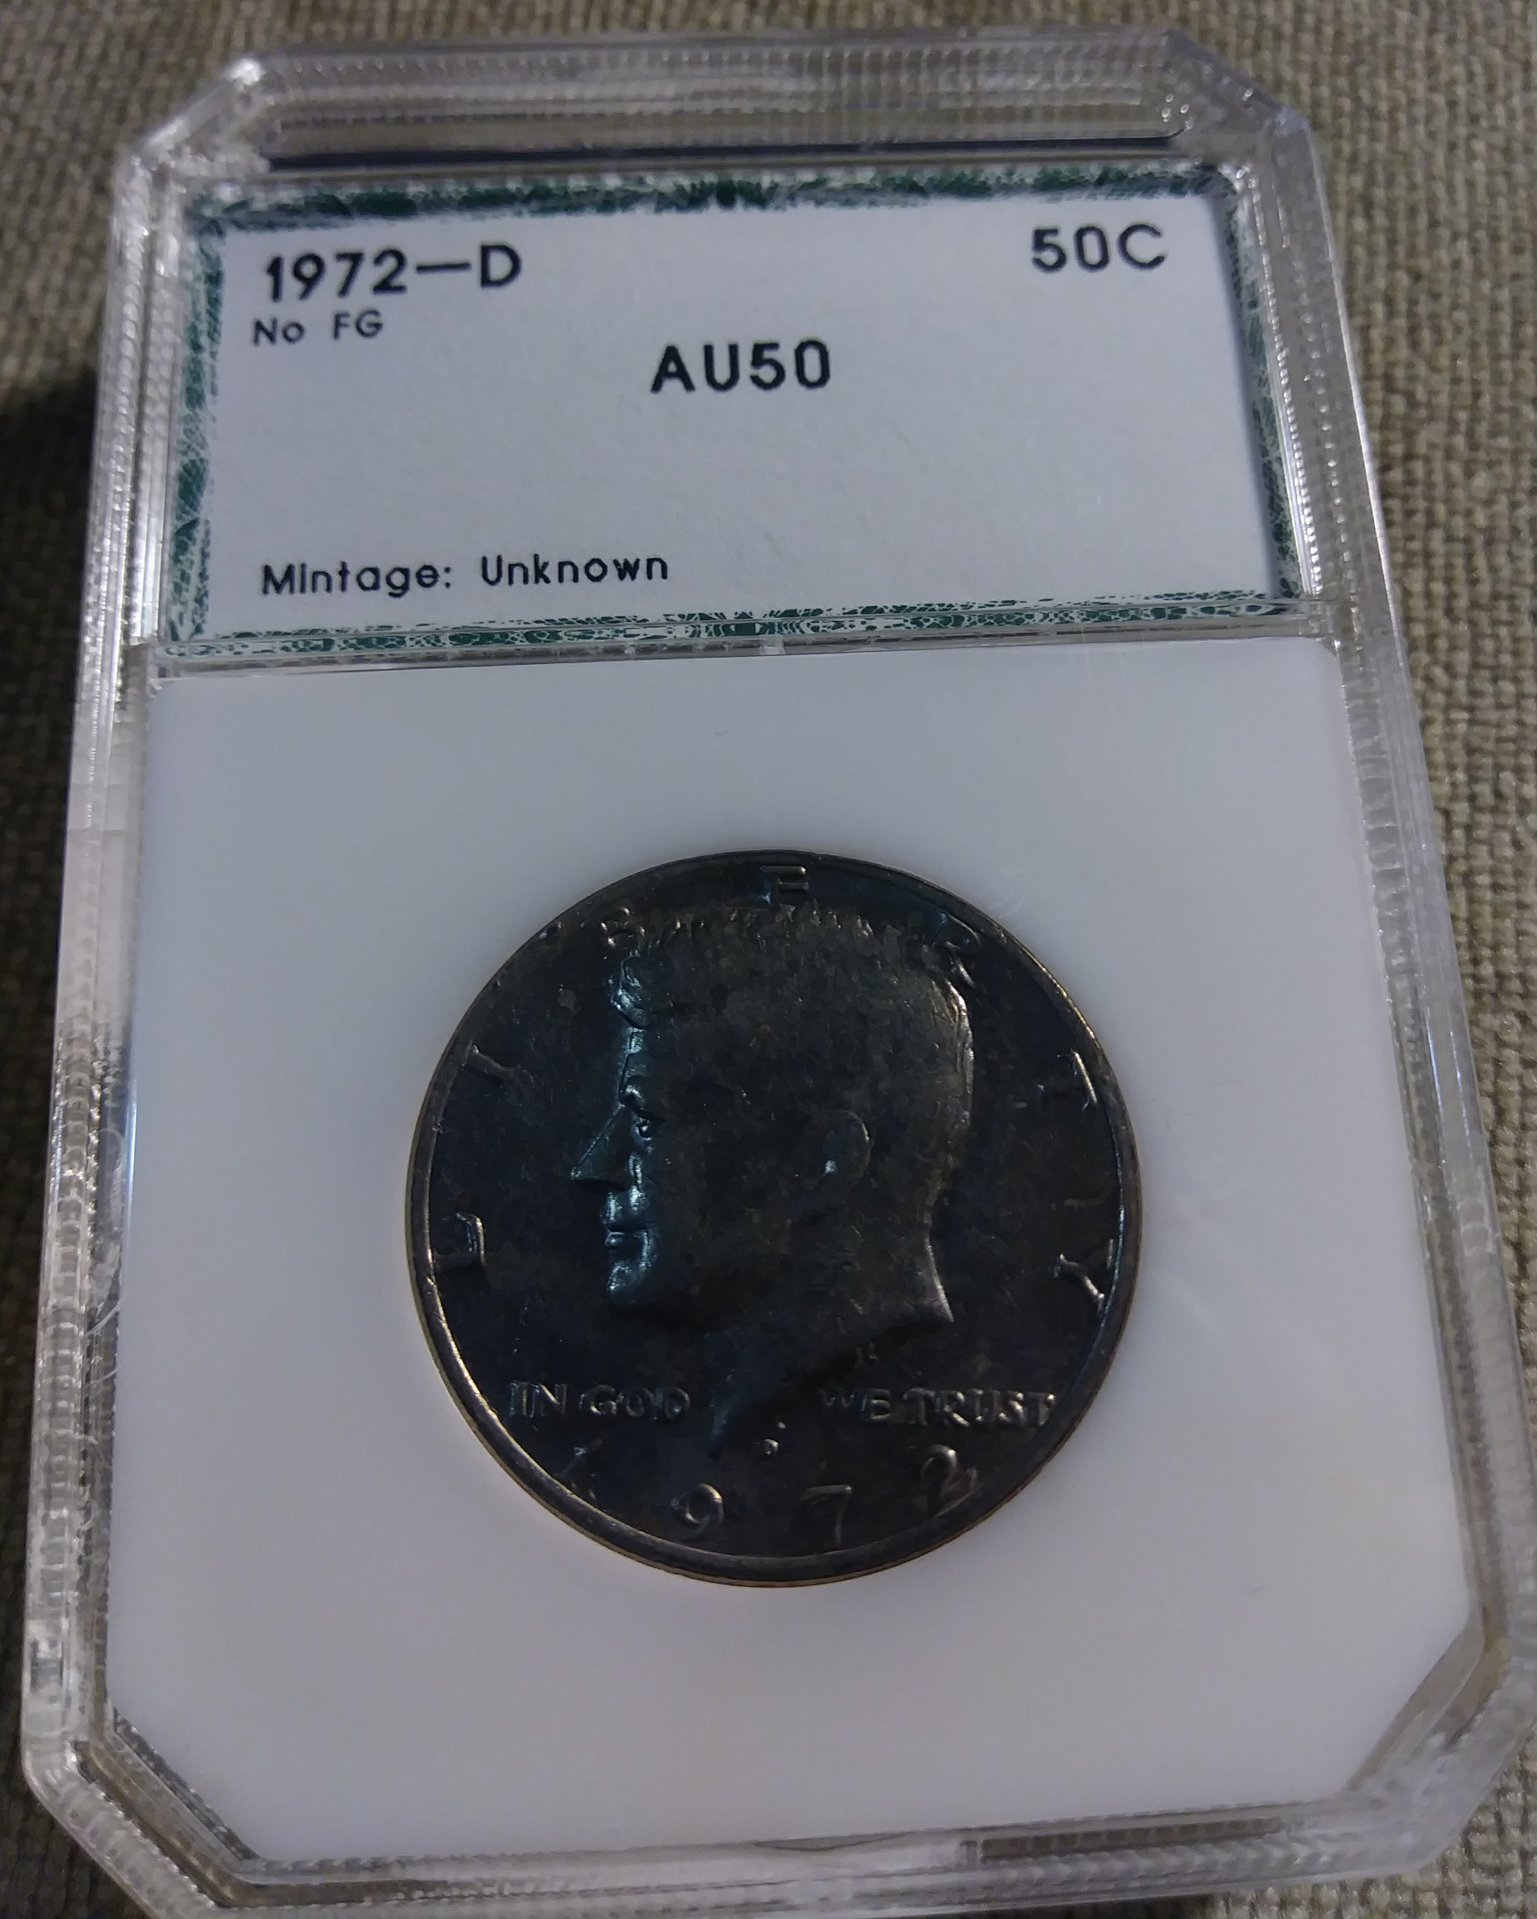 1972-D 50C
No FG
AU50
Mintage: Unknown
LIBERTY
IN GOD WE TRUST
D
1972